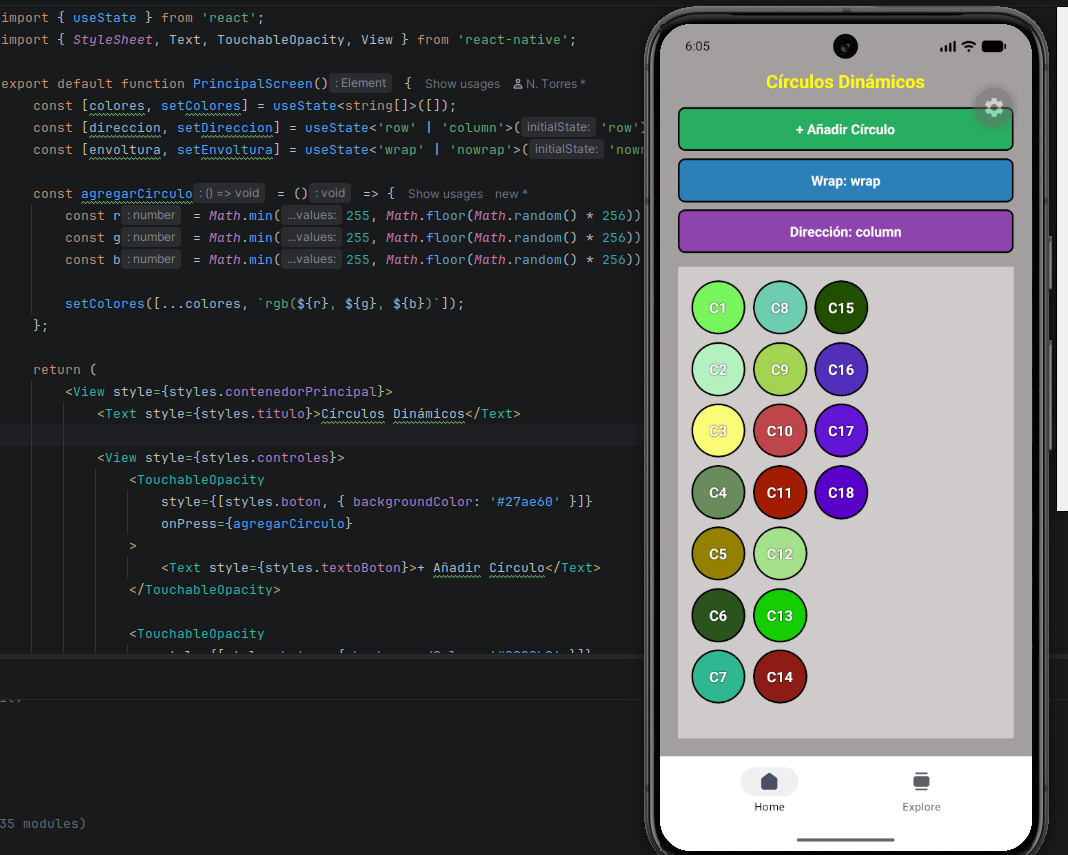 import { useState } from 'react';
import { StyleSheet, Text, TouchableOpacity, View } from 'react-native';
export default function PrincipalScreen() : Element { Show usages N. Torres *
const [colores, setColores] = useState<string[]>([]);
const [direccion, setDireccion] = useState<'row' | 'column'>( initialState: 'row')
const [envoltura, setEnvoltura] = useState<'wrap' | 'nowrap'>( initialState:
const agregarCirculo : () => void = () : void => { Show usages new *
const r : number = Math.min( ...values: 255, Math.floor(Math.random() * 256))
const g : number = Math.min( ...values: 255, Math.floor(Math.random() * 256))
const b : number = Math.min( ...values: 255, Math.floor(Math.random() * 256))
setColores([...colores, `rgb(${r}, ${g}, ${b})`]);
};
return (
<View style={styles.contenedorPrincipal}>
<Text style={styles.titulo}>Círculos Dinámicos</Text>
<View style={styles.controles}>
<TouchableOpacity
style={[styles.boton, { backgroundColor: '#27ae60' }]}
onPress={agregarCirculo}
>
<Text style={styles.textoBoton}>+ Añadir Círculo</Text>
</TouchableOpacity>
<TouchableOpacity
35 modules)
6:05
Círculos Dinámicos
+ Añadir Círculo
Wrap: wrap
Dirección: column
C1 C8 C15
C2 C9 C16
C3 C10 C17
C4 C11 C18
C5 C12
C6 C13
C7 C14
Home Explore